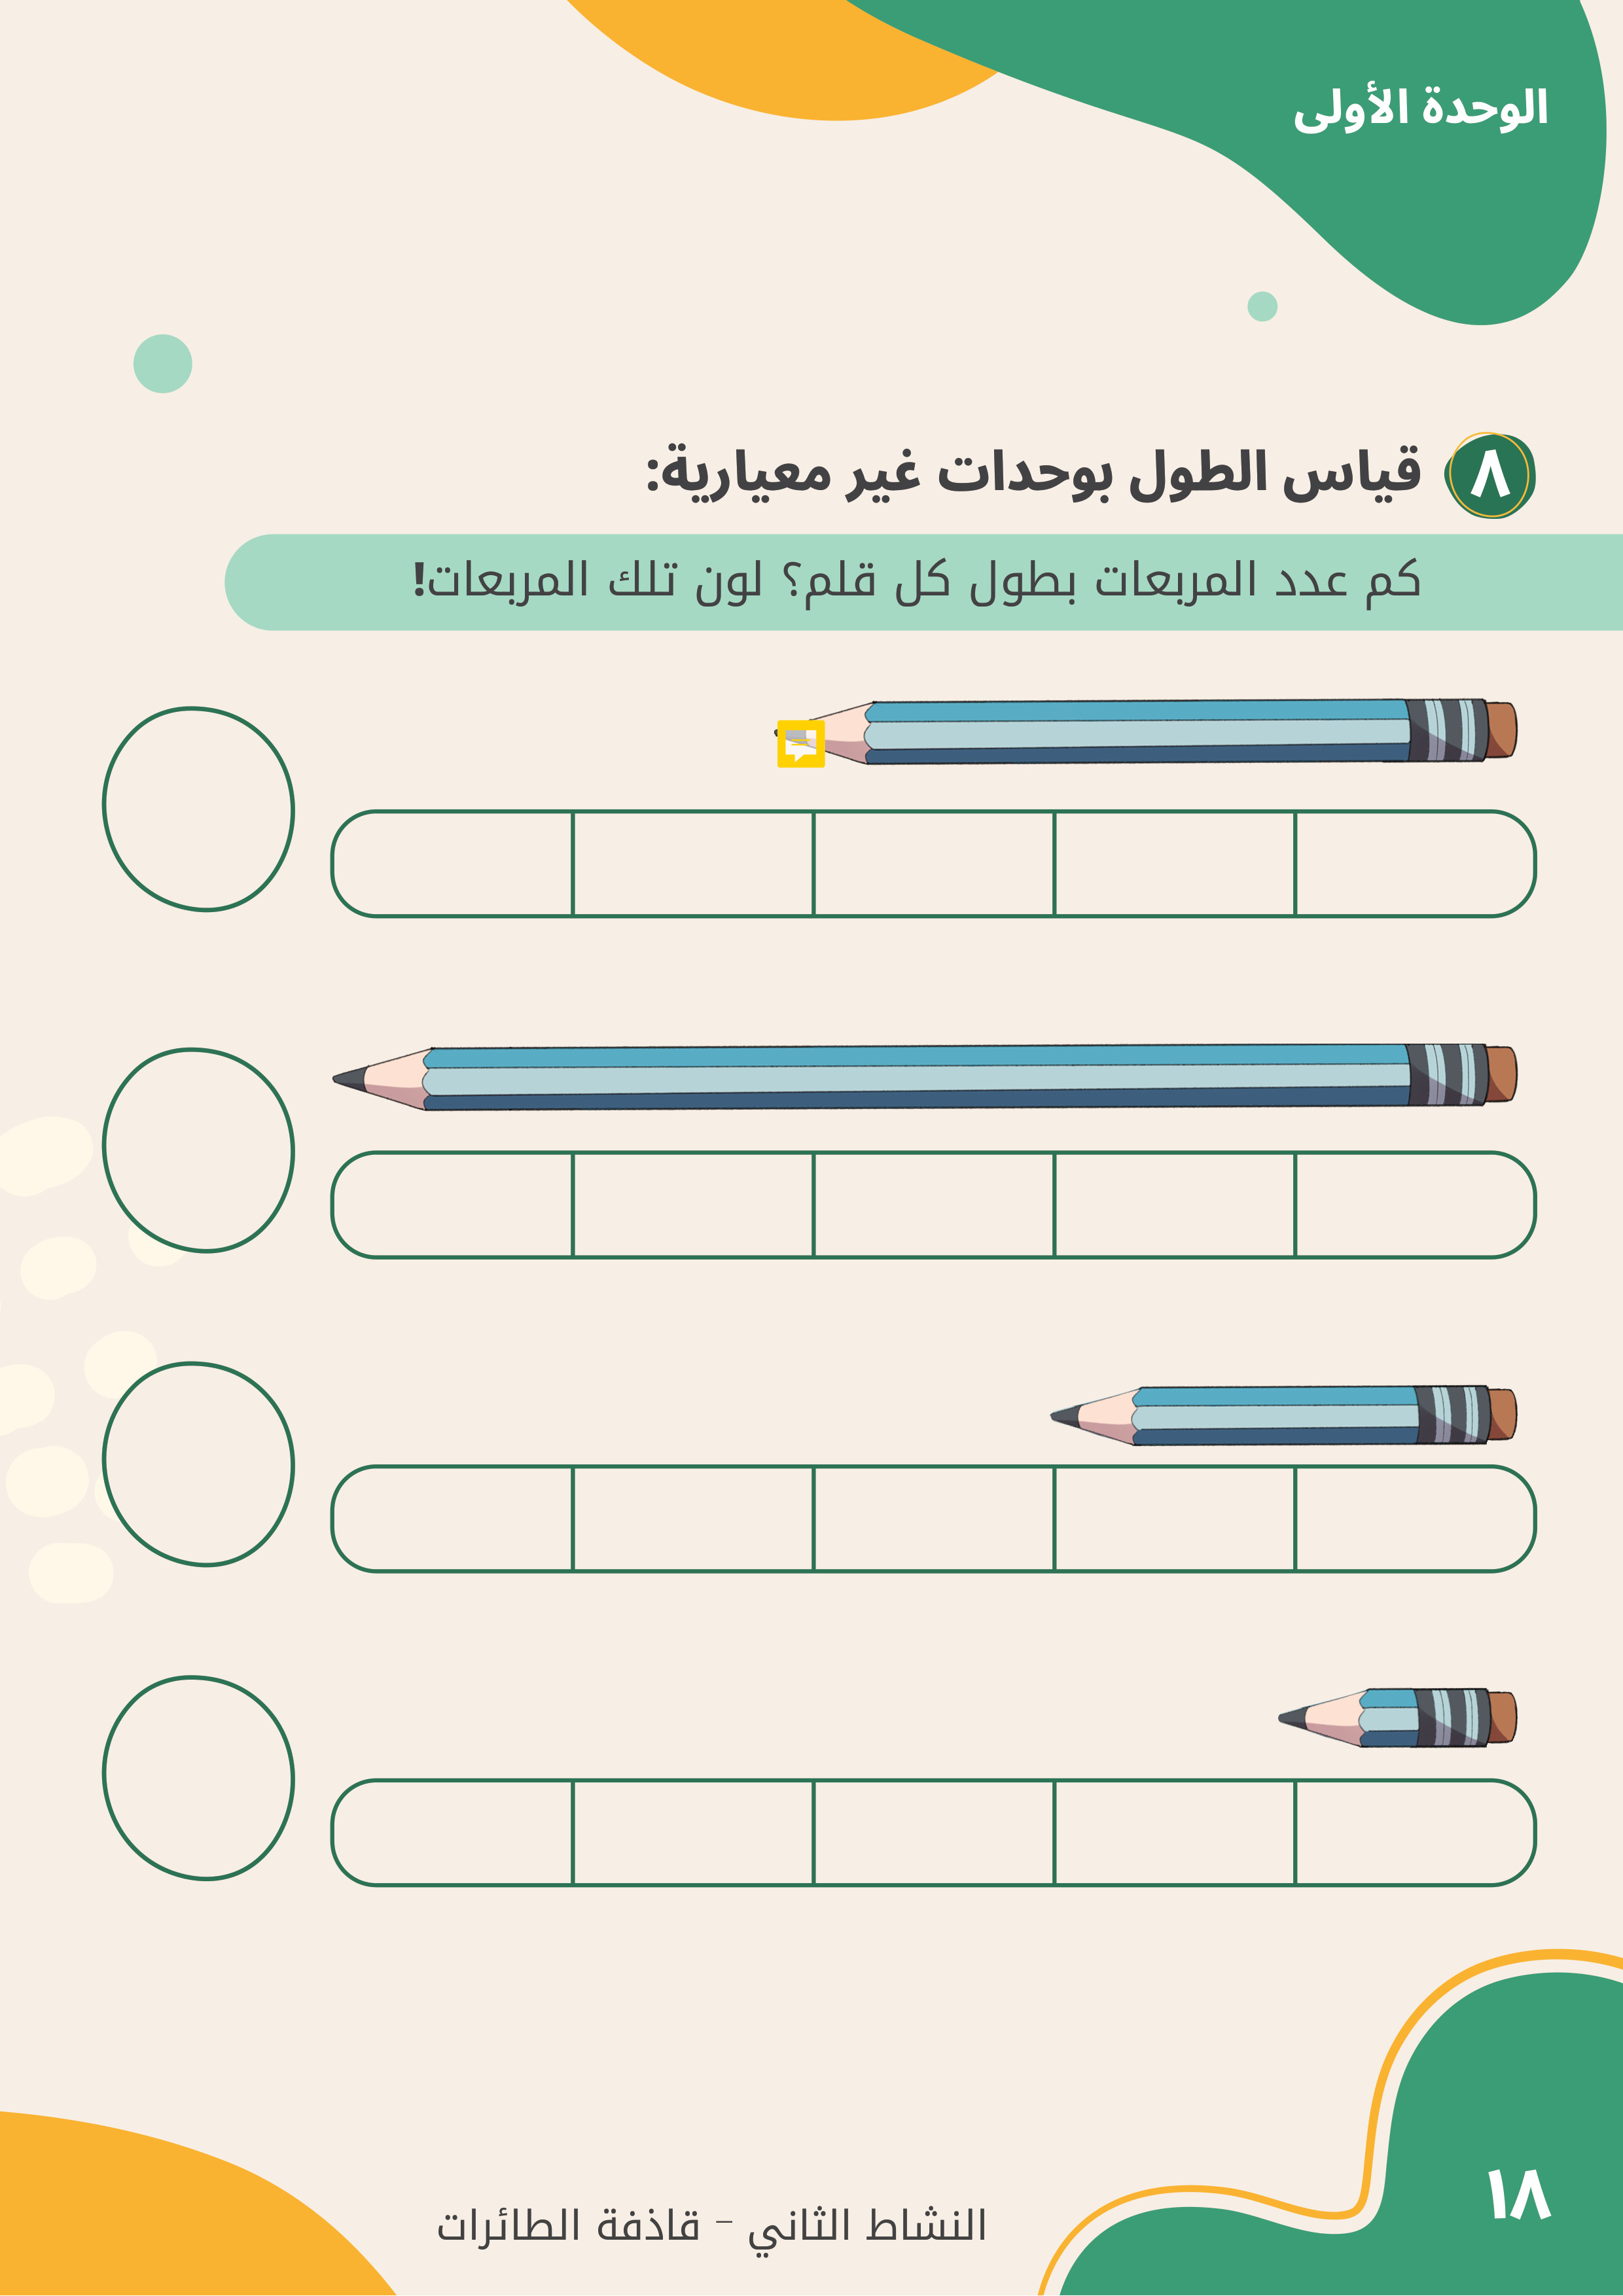 الوحدة الأولى
٨ قياس الطول بوحدات غير معيارية:
كم عدد المربعات بطول كل قلم؟ لون تلك المربعات!
النشاط الثاني – قاذفة الطائرات
١٨